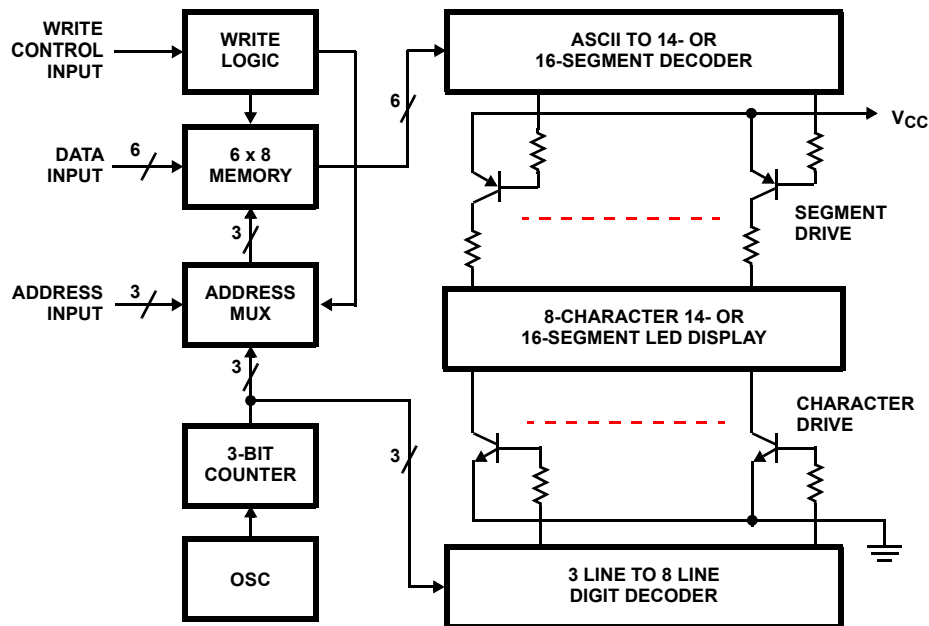 WRITE
CONTROL
INPUT
WRITE
LOGIC
ASCII TO 14- OR
16-SEGMENT DECODER
6
V_CC
DATA
INPUT
6
6 x 8
MEMORY
3
SEGMENT
DRIVE
ADDRESS
INPUT
3
ADDRESS
MUX
8-CHARACTER 14- OR
16-SEGMENT LED DISPLAY
3
CHARACTER
DRIVE
3-BIT
COUNTER
3
OSC
3 LINE TO 8 LINE
DIGIT DECODER